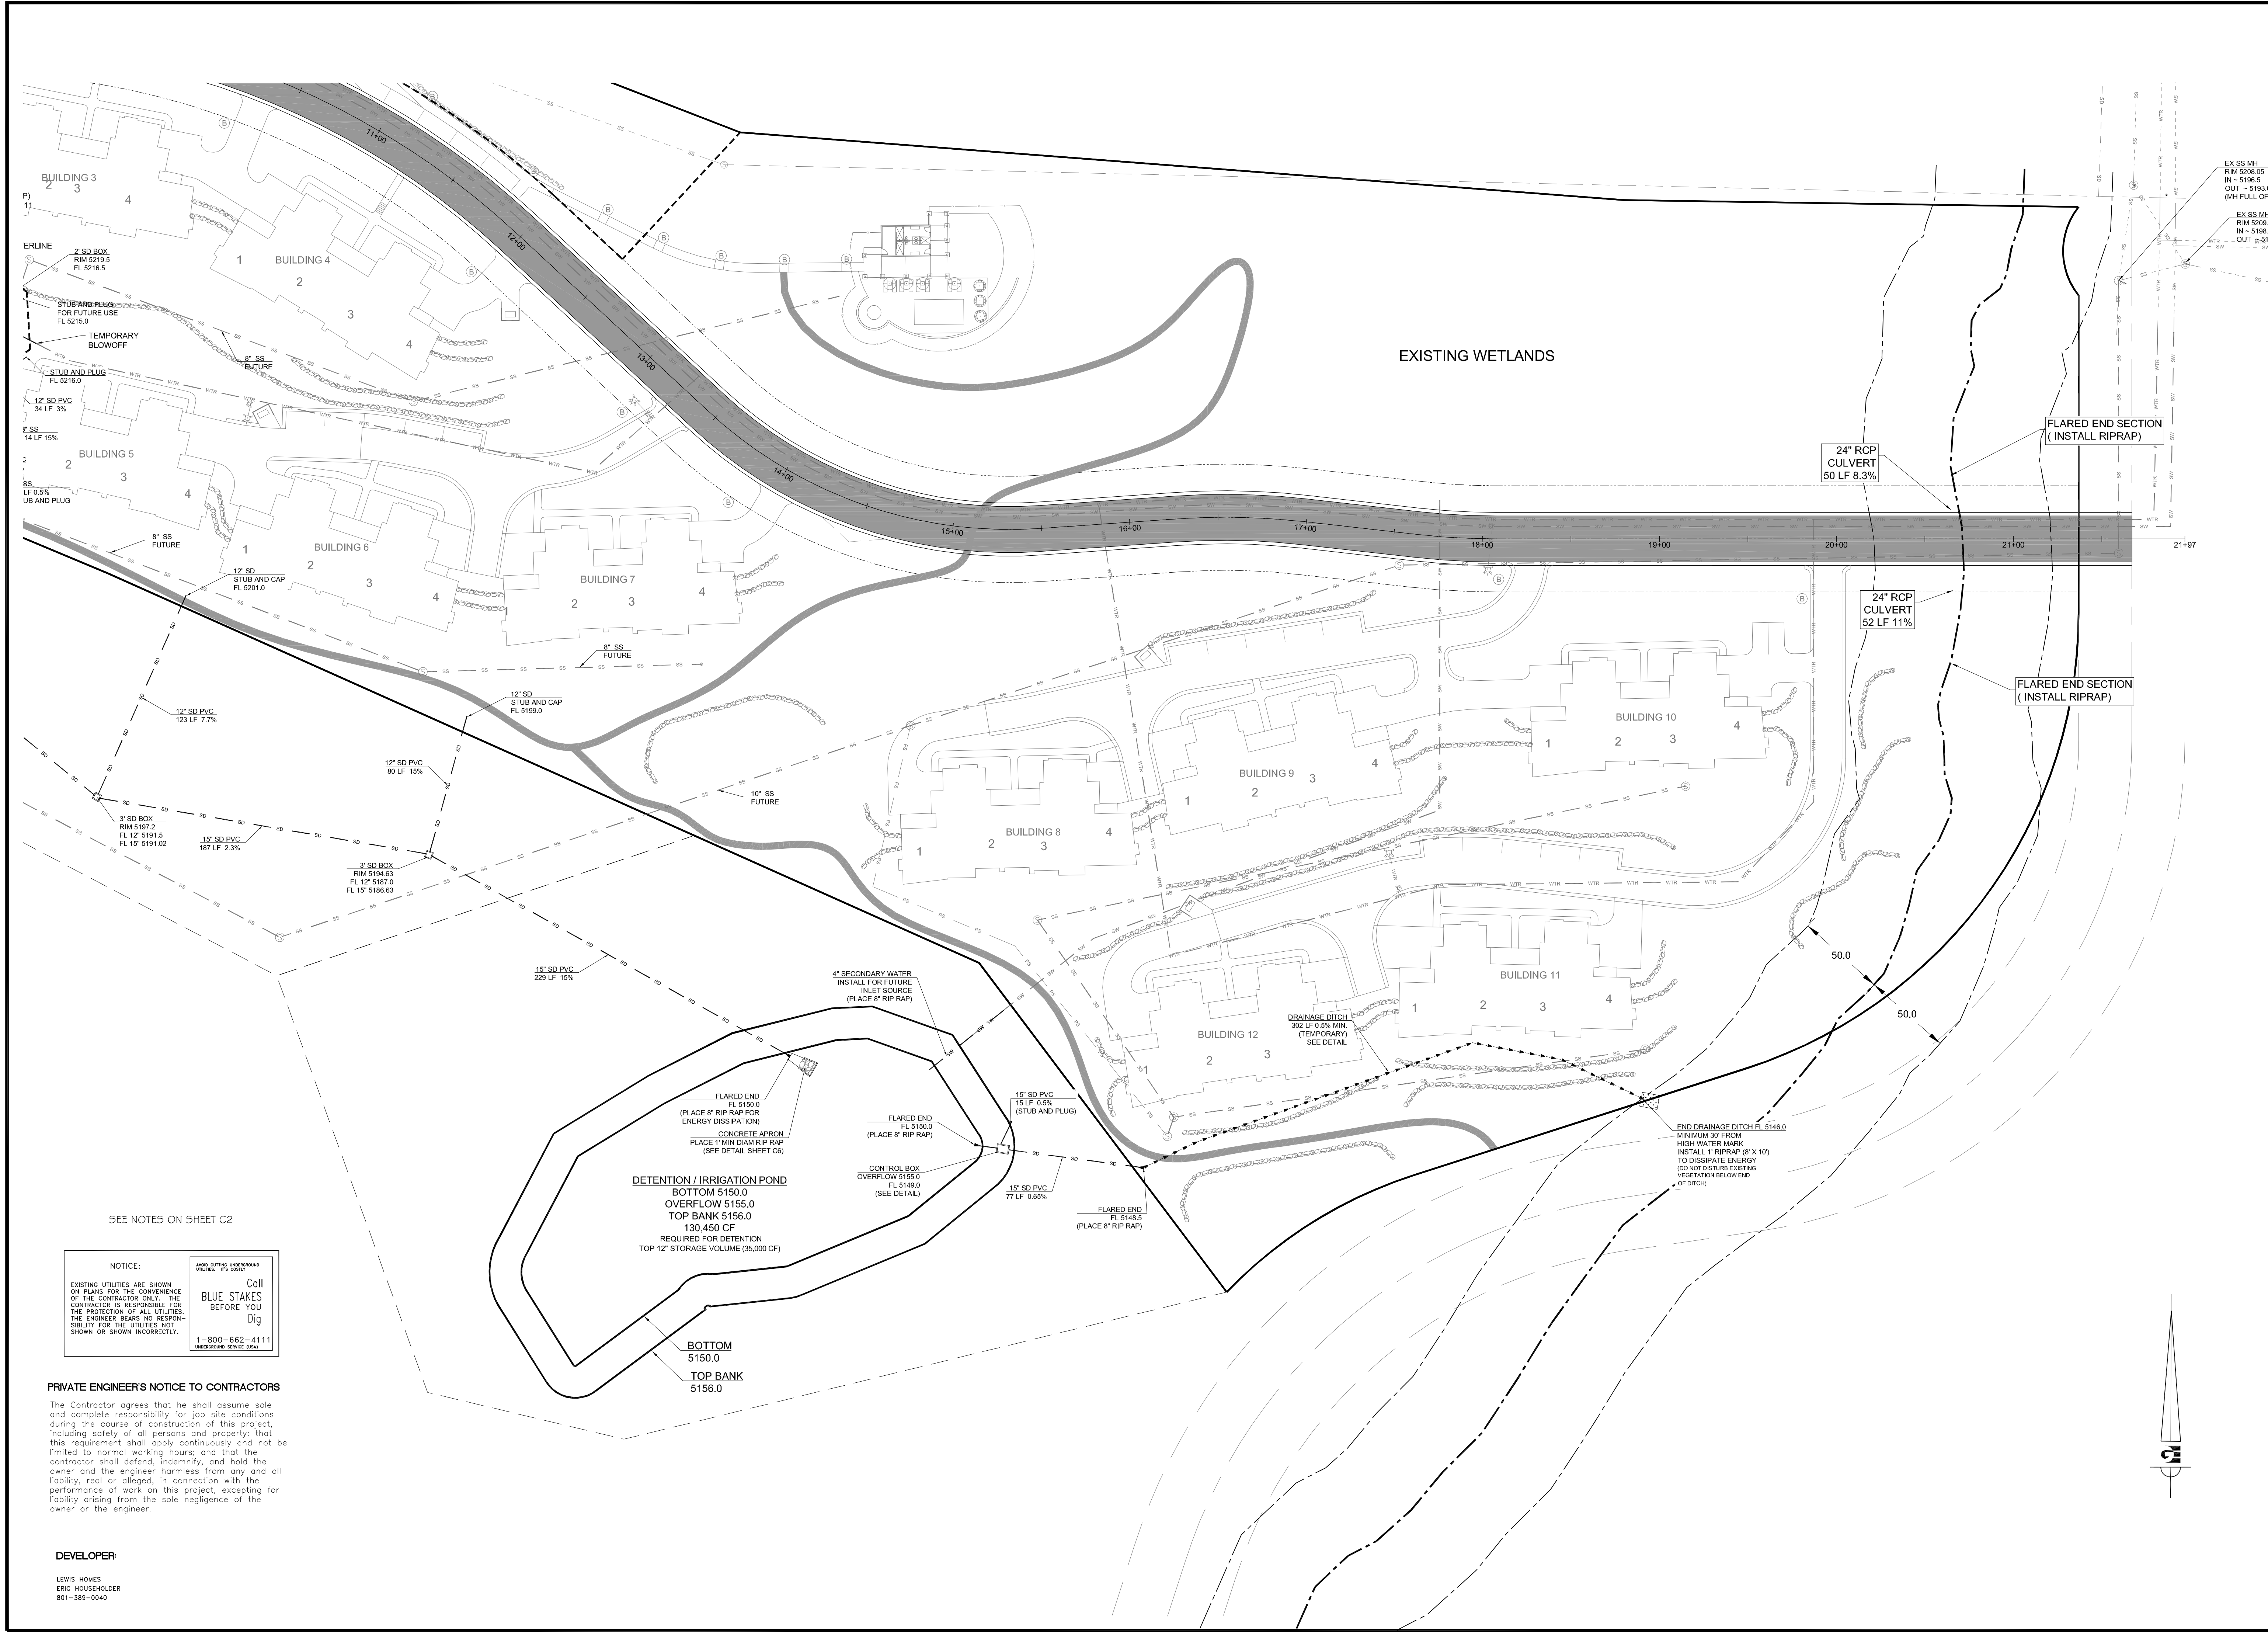 11+00
12+00
13+00
14+00
15+00
16+00
17+00
18+00
19+00
20+00
21+00
21+97
EX SS MH
RIM 5208.05
IN ~ 5196.5
(MH FULL OF
EX SS MH
RIM 5209.
IN ~ 5198.
BUILDING 3
2 3 4
P)
11
ERLINE
2' SD BOX
RIM 5219.5
FL 5216.5
STUB AND PLUG
FOR FUTURE USE
FL 5215.0
TEMPORARY
BLOWOFF
STUB AND PLUG
FL 5216.0
12" SD PVC
34 LF 3%
SS
14 LF 15%
SS
LF 0.5%
UB AND PLUG
BUILDING 4
1 2 3 4
8" SS
FUTURE
BUILDING 5
2 3 4
8" SS
FUTURE
BUILDING 6
1 2 3 4
BUILDING 7
1 2 3 4
8" SS
FUTURE
12" SD
STUB AND CAP
FL 5201.0
12" SD
STUB AND CAP
FL 5199.0
12" SD PVC
123 LF 7.7%
12" SD PVC
80 LF 15%
3' SD BOX
RIM 5197.2
FL 12" 5191.5
FL 15" 5191.02
15" SD PVC
187 LF 2.3%
3' SD BOX
RIM 5194.63
FL 12" 5187.0
FL 15" 5186.63
10" SS
FUTURE
15" SD PVC
229 LF 15%
EXISTING WETLANDS
24" RCP
CULVERT
50 LF 8.3%
FLARED END SECTION
( INSTALL RIPRAP)
24" RCP
CULVERT
52 LF 11%
FLARED END SECTION
( INSTALL RIPRAP)
BUILDING 8
1 2 3 4
BUILDING 9
1 2 3 4
BUILDING 10
1 2 3 4
BUILDING 11
1 2 3 4
BUILDING 12
1 2 3
50.0
50.0
4" SECONDARY WATER
INSTALL FOR FUTURE
INLET SOURCE
(PLACE 8" RIP RAP)
DRAINAGE DITCH
302 LF 0.5% MIN.
(TEMPORARY)
SEE DETAIL
FLARED END
FL 5150.0
(PLACE 8" RIP RAP FOR
ENERGY DISSIPATION)
CONCRETE APRON
PLACE 1' MIN DIAM RIP RAP
(SEE DETAIL SHEET C6)
FLARED END
FL 5150.0
(PLACE 8" RIP RAP)
15" SD PVC
15 LF 0.5%
(STUB AND PLUG)
CONTROL BOX
OVERFLOW 5155.0
FL 5149.0
(SEE DETAIL)
15" SD PVC
77 LF 0.65%
FLARED END
FL 5148.5
(PLACE 8" RIP RAP)
END DRAINAGE DITCH FL 5146.0
MINIMUM 30' FROM
HIGH WATER MARK
INSTALL 1' RIPRAP (8' X 10')
TO DISSIPATE ENERGY
(DO NOT DISTURB EXISTING
VEGETATION BELOW END
OF DITCH)
DETENTION / IRRIGATION POND
BOTTOM 5150.0
OVERFLOW 5155.0
TOP BANK 5156.0
130,450 CF
REQUIRED FOR DETENTION
TOP 12" STORAGE VOLUME (35,000 CF)
BOTTOM
5150.0
TOP BANK
5156.0
SEE NOTES ON SHEET C2
NOTICE:
EXISTING UTILITIES ARE SHOWN
ON PLANS FOR THE CONVENIENCE
OF THE CONTRACTOR ONLY. THE
CONTRACTOR IS RESPONSIBLE FOR
THE PROTECTION OF ALL UTILITIES.
THE ENGINEER BEARS NO RESPON-
SIBILITY FOR THE UTILITIES NOT
SHOWN OR SHOWN INCORRECTLY.
AVOID CUTTING UNDERGROUND
UTILITIES. IT'S COSTLY
Call
BLUE STAKES
BEFORE YOU
Dig
1-800-662-4111
UNDERGROUND SERVICE (USA)
PRIVATE ENGINEER'S NOTICE TO CONTRACTORS
The Contractor agrees that he shall assume sole
and complete responsibility for job site conditions
during the course of construction of this project,
including safety of all persons and property: that
this requirement shall apply continuously and not be
limited to normal working hours; and that the
contractor shall defend, indemnify, and hold the
owner and the engineer harmless from any and all
liability, real or alleged, in connection with the
performance of work on this project, excepting for
liability arising from the sole negligence of the
owner or the engineer.
DEVELOPER:
LEWIS HOMES
ERIC HOUSEHOLDER
801-389-0040